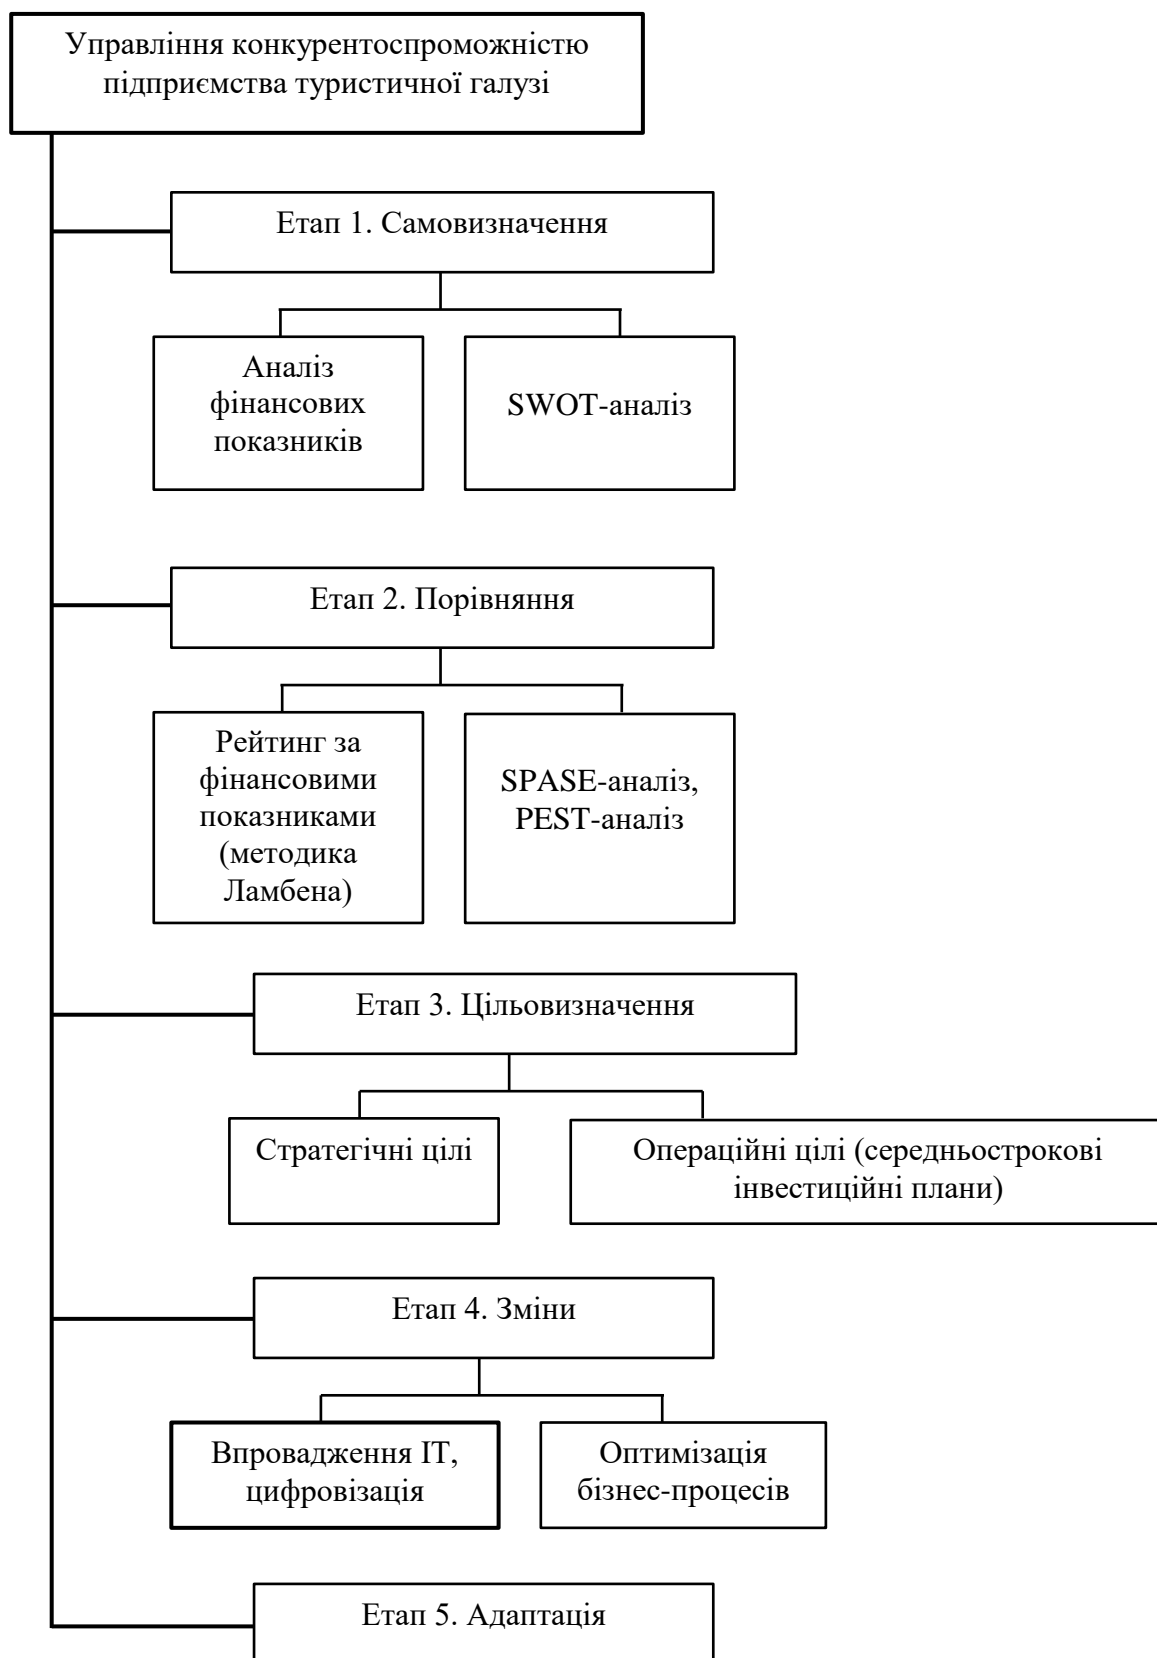 Управління конкурентоспроможністю
підприємства туристичної галузі
Етап 1. Самовизначення
Аналіз
фінансових
показників
SWOT-аналіз
Етап 2. Порівняння
Рейтинг за
фінансовими
показниками
(методика
Ламбена)
SPASE-аналіз,
PEST-аналіз
Етап 3. Цільовизначення
Стратегічні цілі
Операційні цілі (середньострокові
інвестиційні плани)
Етап 4. Зміни
Впровадження ІТ,
цифровізація
Оптимізація
бізнес-процесів
Етап 5. Адаптація